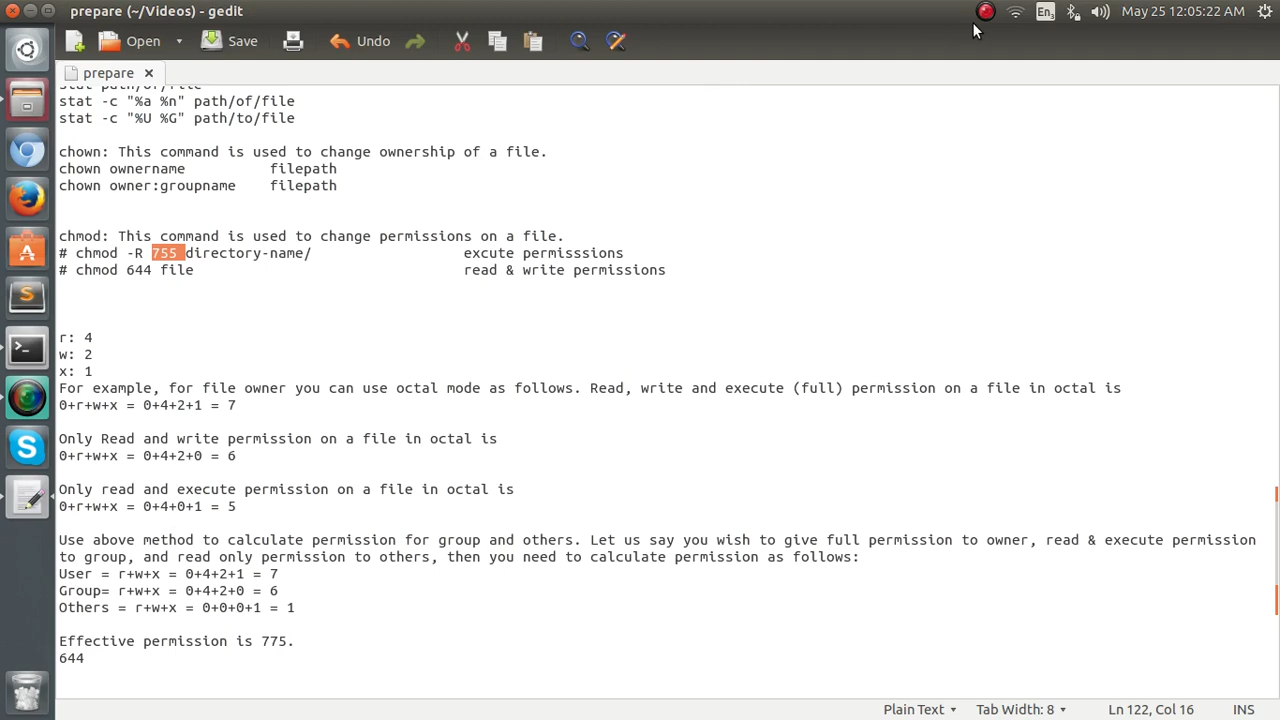 prepare (~/Videos) - gedit
En3
May 25 12:05:22 AM
Open
Save
Undo
prepare
stat path/of/file
stat -c "%a %n" path/of/file
stat -c "%U %G" path/to/file
chown: This command is used to change ownership of a file.
chown ownername filepath
chown owner:groupname filepath
chmod: This command is used to change permissions on a file.
# chmod -R 755 directory-name/ excute permisssions
# chmod 644 file read & write permissions
r: 4
w: 2
x: 1
For example, for file owner you can use octal mode as follows. Read, write and execute (full) permission on a file in octal is
0+r+w+x = 0+4+2+1 = 7
Only Read and write permission on a file in octal is
0+r+w+x = 0+4+2+0 = 6
Only read and execute permission on a file in octal is
0+r+w+x = 0+4+0+1 = 5
Use above method to calculate permission for group and others. Let us say you wish to give full permission to owner, read & execute permission
to group, and read only permission to others, then you need to calculate permission as follows:
User = r+w+x = 0+4+2+1 = 7
Group= r+w+x = 0+4+2+0 = 6
Others = r+w+x = 0+0+0+1 = 1
Effective permission is 775.
644
Plain Text
Tab Width: 8
Ln 122, Col 16
INS